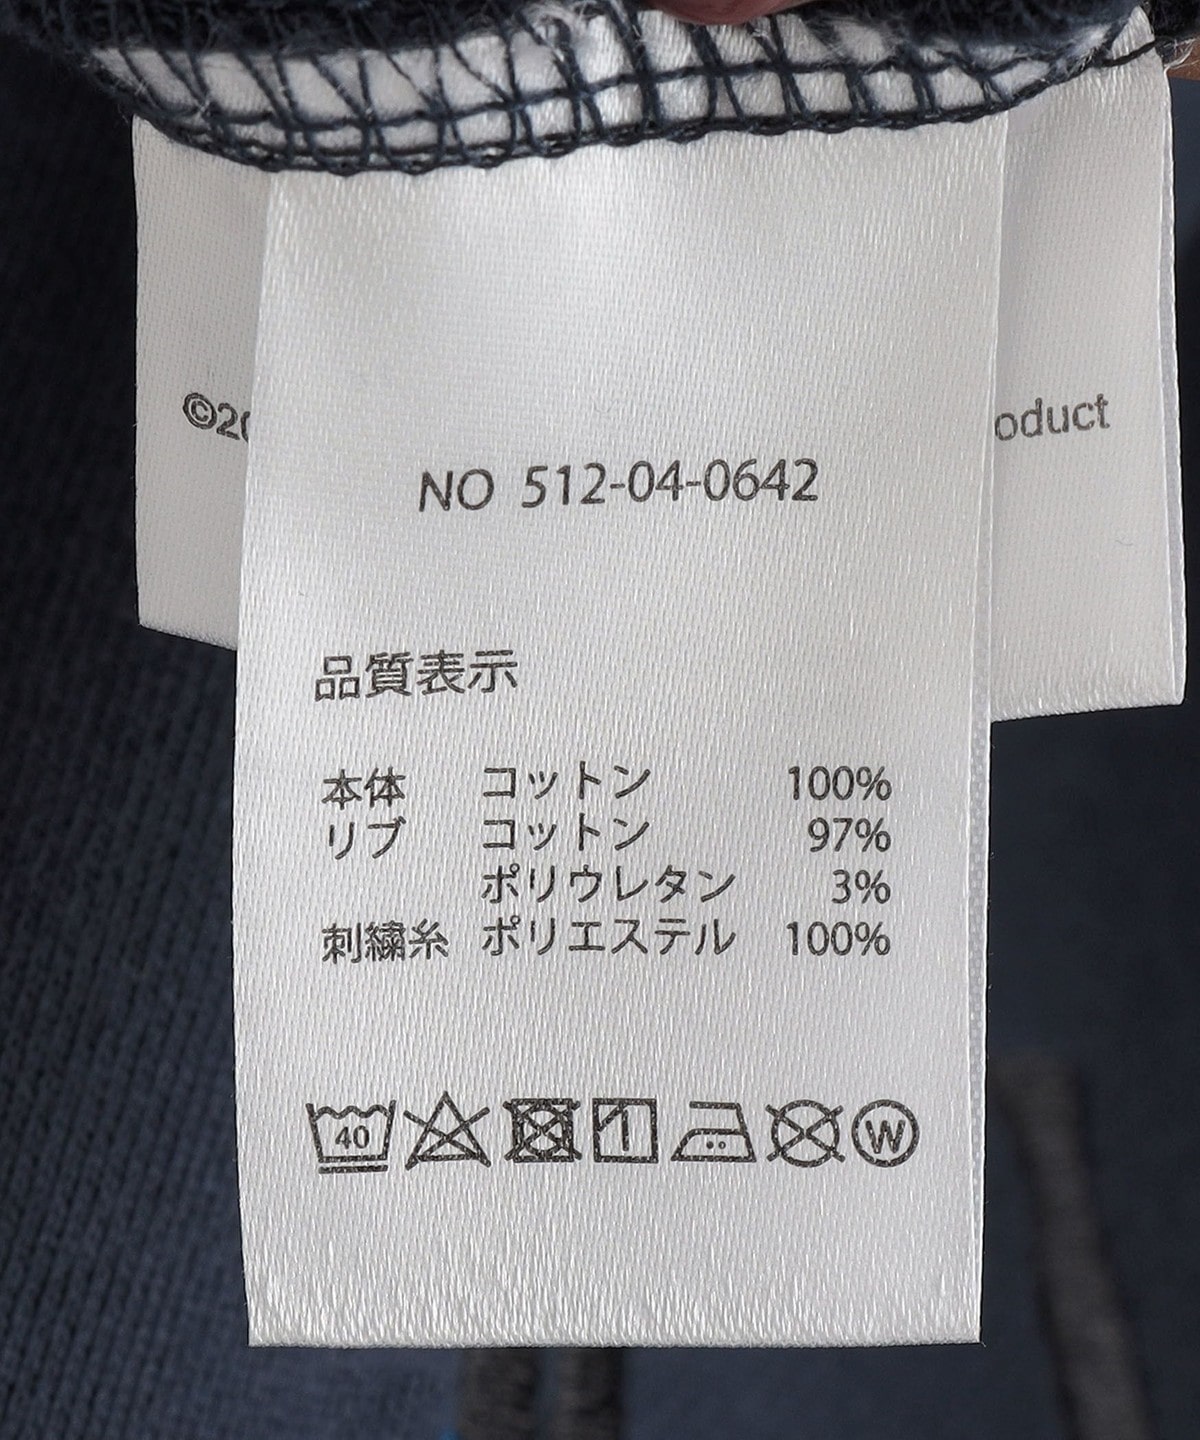 ©20
oduct
NO 512-04-0642
品質表示
本体 コットン 100%
リブ コットン 97%
ポリウレタン 3%
刺繍糸 ポリエステル 100%
40
W